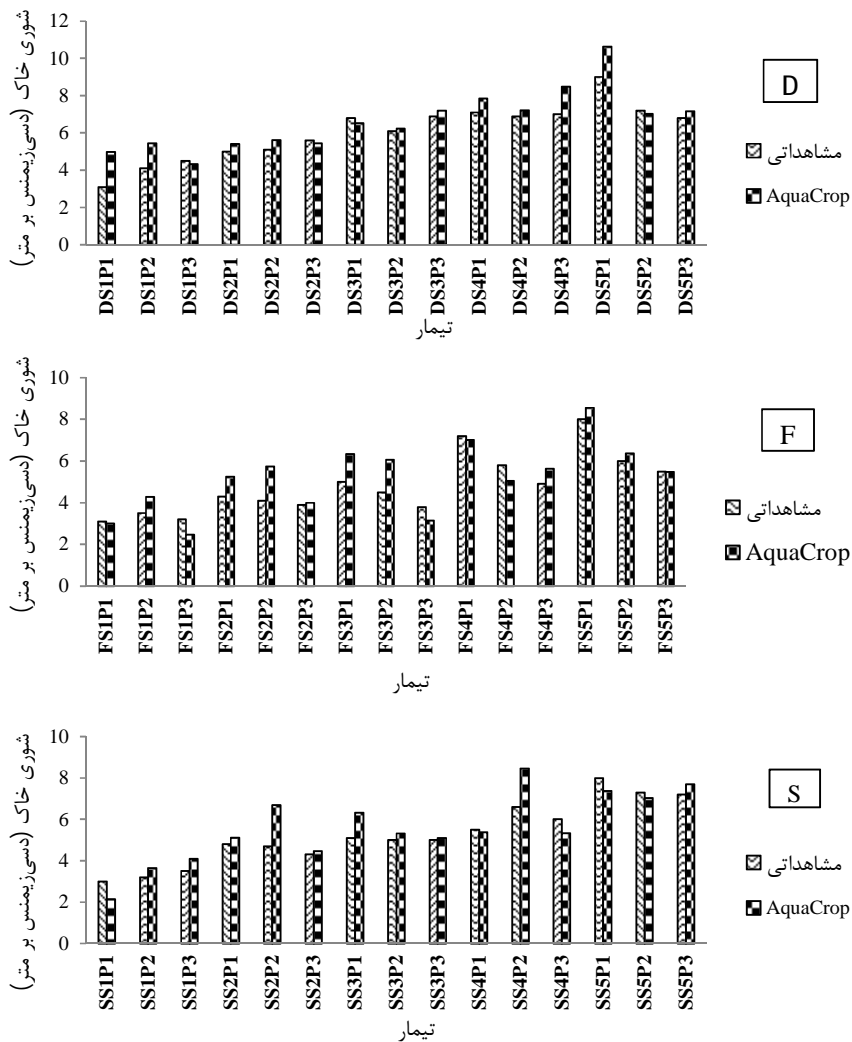 شوری خاک (دسی‌زیمنس بر متر)
12
10
8
6
4
2
0
DS1P1
DS1P2
DS1P3
DS2P1
DS2P2
DS2P3
DS3P1
DS3P2
DS3P3
DS4P1
DS4P2
DS4P3
DS5P1
DS5P2
DS5P3
تیمار
D
مشاهداتی
AquaCrop
شوری خاک (دسی‌زیمنس بر متر)
10
8
6
4
2
0
FS1P1
FS1P2
FS1P3
FS2P1
FS2P2
FS2P3
FS3P1
FS3P2
FS3P3
FS4P1
FS4P2
FS4P3
FS5P1
FS5P2
FS5P3
تیمار
F
مشاهداتی
AquaCrop
شوری خاک (دسی‌زیمنس بر متر)
10
8
6
4
2
0
SS1P1
SS1P2
SS1P3
SS2P1
SS2P2
SS2P3
SS3P1
SS3P2
SS3P3
SS4P1
SS4P2
SS4P3
SS5P1
SS5P2
SS5P3
تیمار
S
مشاهداتی
AquaCrop